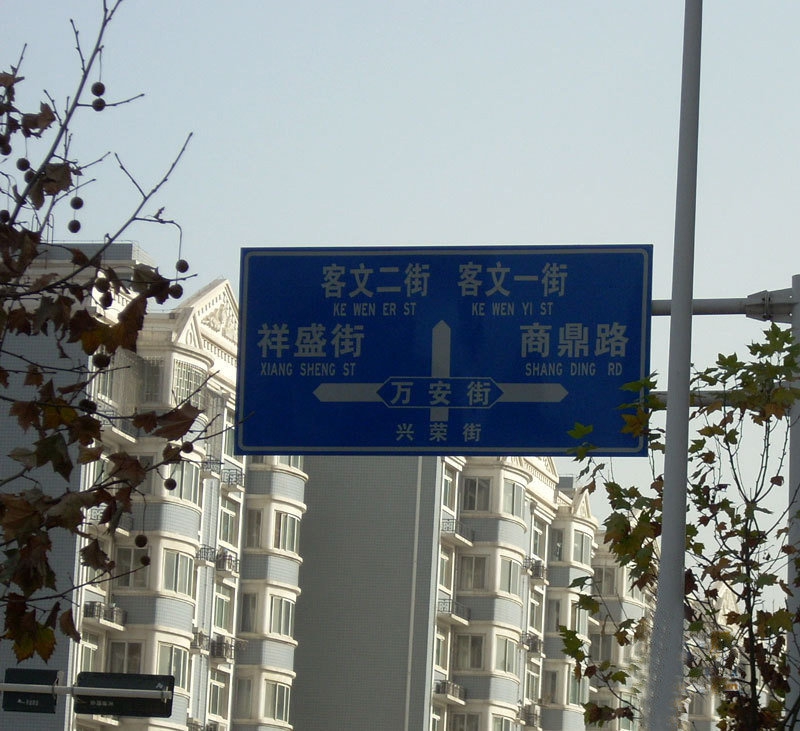 客文二街 客文一街
KE WEN ER ST KE WEN YI ST
祥盛街 商鼎路
XIANG SHENG ST SHANG DING RD
万安街
兴荣街